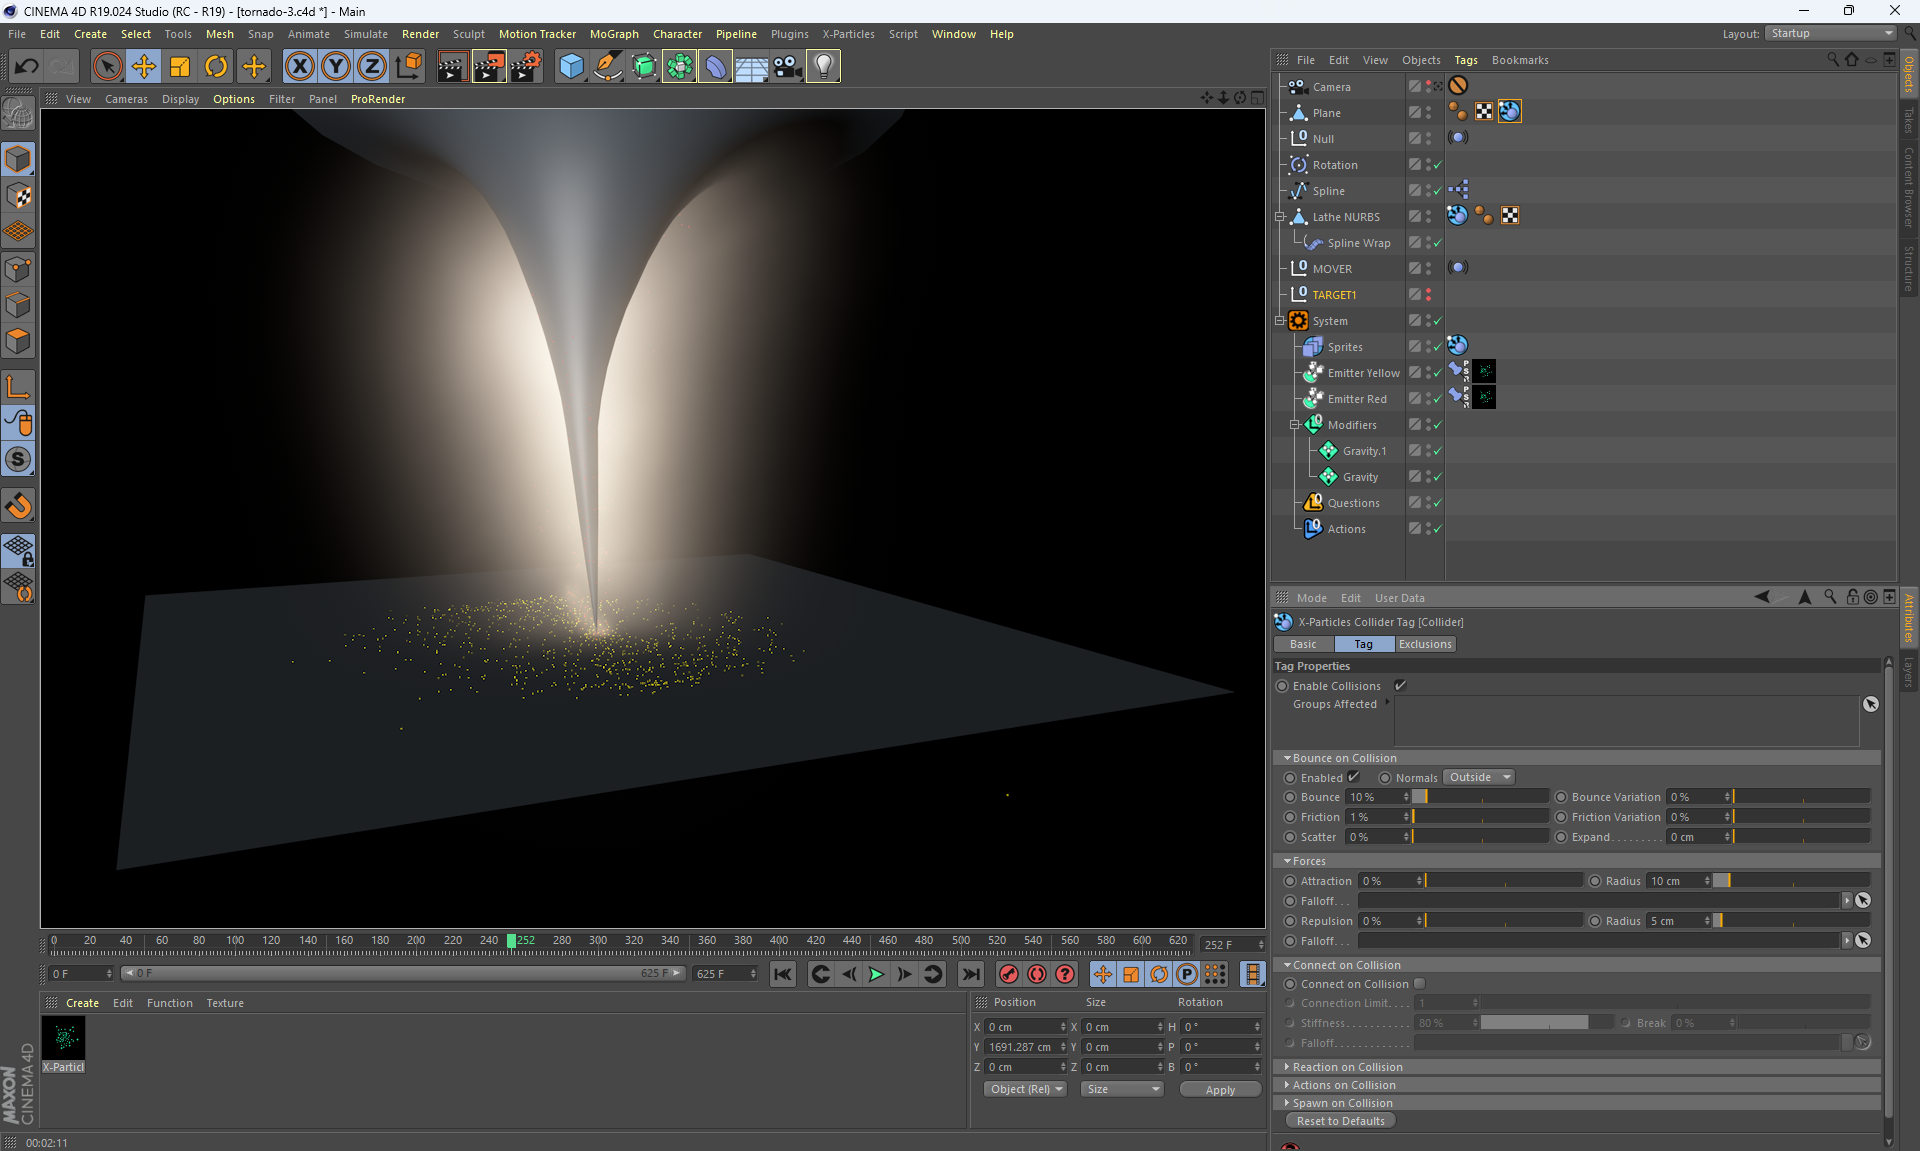 CINEMA 4D R19.024 Studio (RC - R19) - [tornado-3.c4d *] - Main
File Edit Create Select Tools Mesh Snap Animate Simulate Render Sculpt Motion Tracker MoGraph Character Pipeline Plugins X-Particles Script Window Help
Layout: Startup
View Cameras Display Options Filter Panel ProRender
File Edit View Objects Tags Bookmarks
Camera
Plane
Null
Rotation
Spline
Lathe NURBS
Spline Wrap
MOVER
TARGET1
System
Sprites
Emitter Yellow
Emitter Red
Modifiers
Gravity.1
Gravity
Questions
Actions
Objects
Takes
Content Browser
Structure
Mode Edit User Data
X-Particles Collider Tag [Collider]
Basic Tag Exclusions
Tag Properties
Enable Collisions
Groups Affected
Bounce on Collision
Enabled Normals Outside
Bounce 10 % Bounce Variation 0 %
Friction 1 % Friction Variation 0 %
Scatter 0 % Expand......... 0 cm
Forces
Attraction 0 % Radius 10 cm
Falloff...
Repulsion 0 % Radius 5 cm
Falloff...
Connect on Collision
Connect on Collision
Connection Limit.... 1
Stiffness........... 80 % Break 0 %
Falloff.............
Reaction on Collision
Actions on Collision
Spawn on Collision
Reset to Defaults
Attributes
Layers
0 20 40 60 80 100 120 140 160 180 200 220 240 252 280 300 320 340 360 380 400 420 440 460 480 500 520 540 560 580 600 620
252 F
0 F 0 F 625 F 625 F
Create Edit Function Texture
X-Particl
Position Size Rotation
X 0 cm X 0 cm H 0 °
Y 1691.287 cm Y 0 cm P 0 °
Z 0 cm Z 0 cm B 0 °
Object (Rel) Size Apply
MAXON
CINEMA 4D
00:02:11